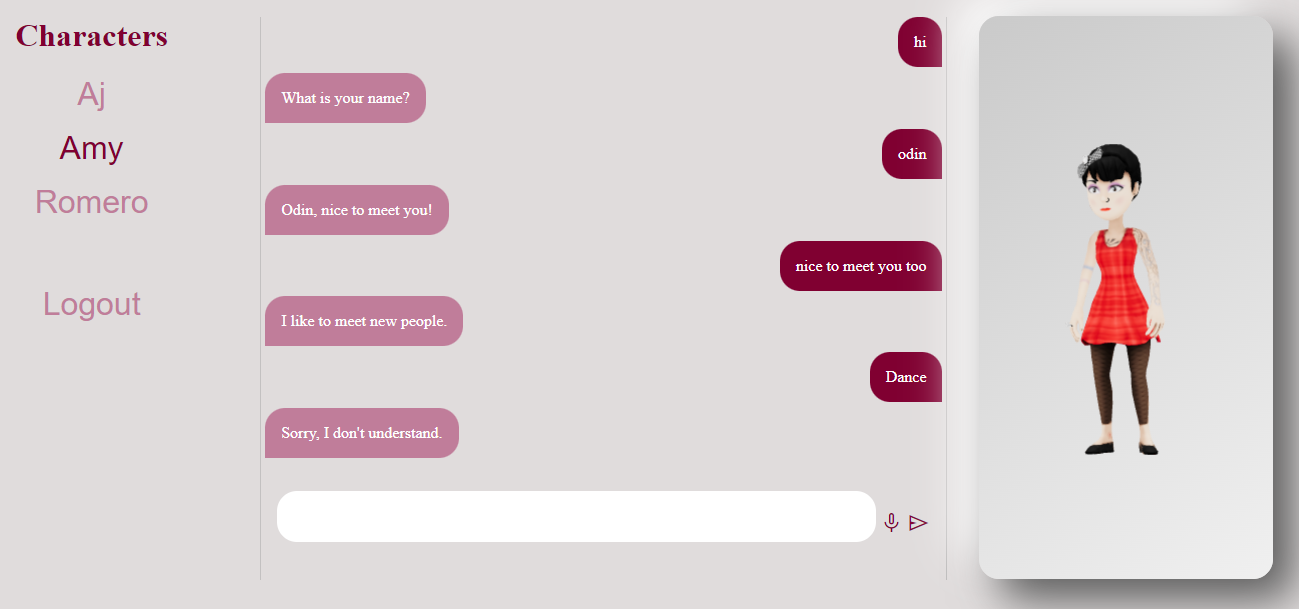 Characters
Aj
Amy
Romero
Logout
hi
What is your name?
odin
Odin, nice to meet you!
nice to meet you too
I like to meet new people.
Dance
Sorry, I don't understand.